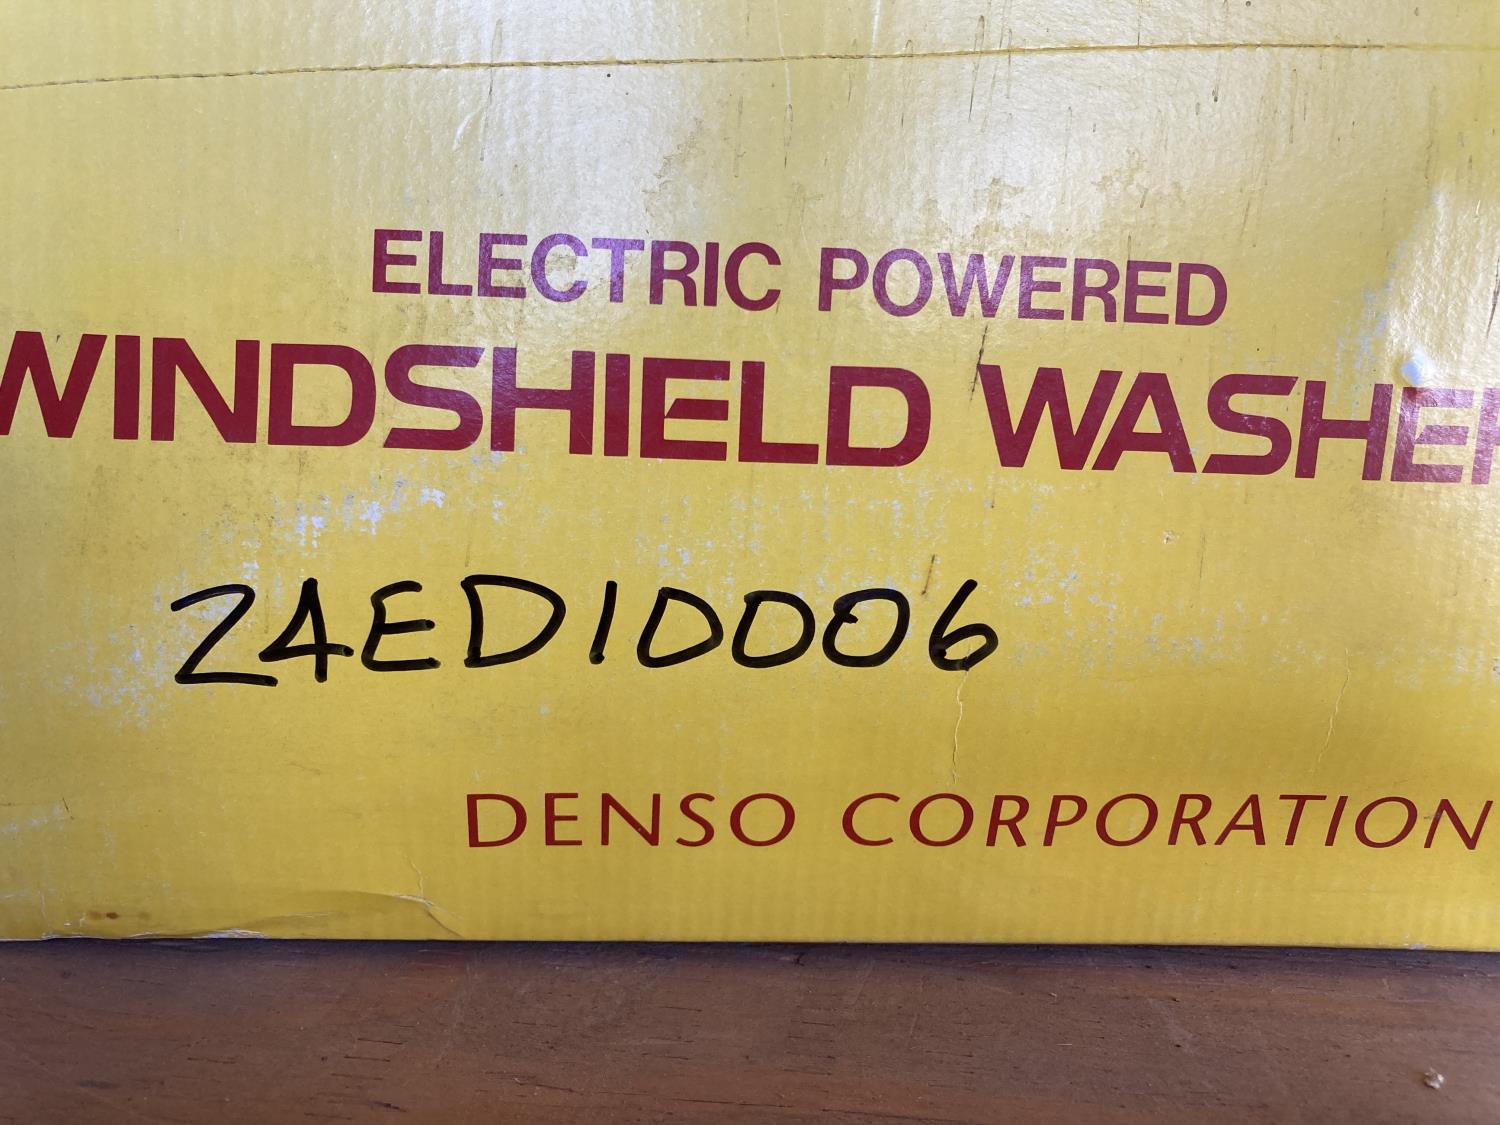 ELECTRIC POWERED
WINDSHIELD WASHER
24ED10006
DENSO CORPORATION